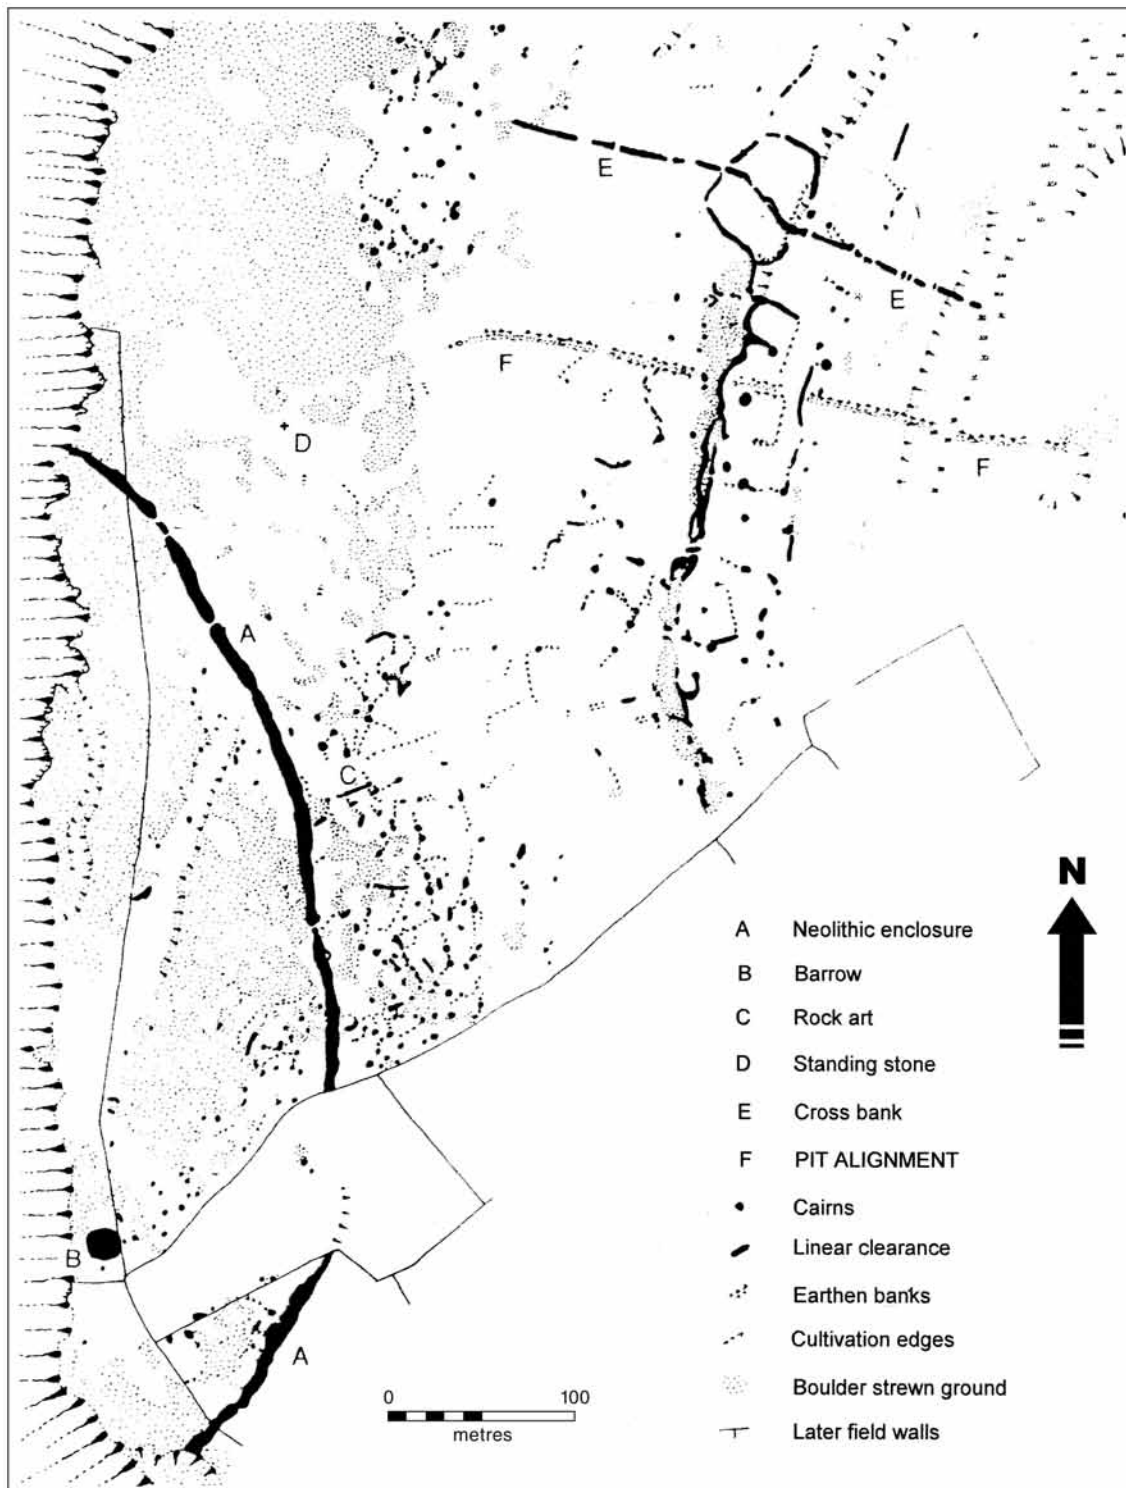 E
E
F
D
F
A
C
N
A Neolithic enclosure
B Barrow
C Rock art
D Standing stone
E Cross bank
F PIT ALIGNMENT
Cairns
Linear clearance
Earthen banks
Cultivation edges
Boulder strewn ground
Later field walls
B
A
0 100
metres